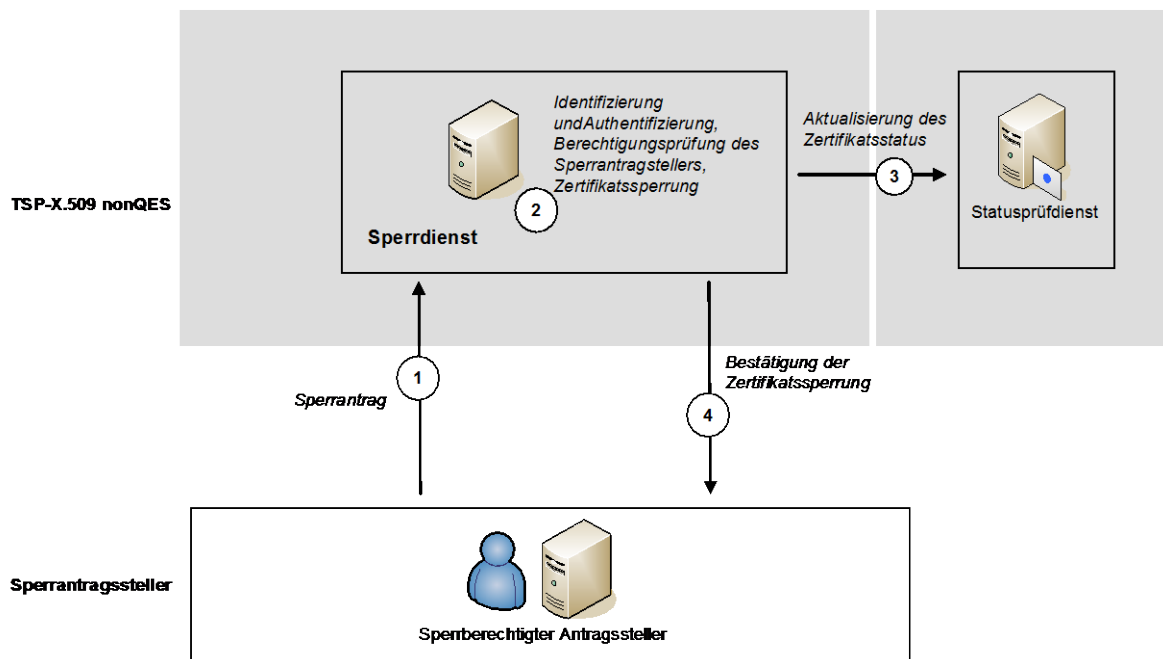 Identifizierung
undAuthentifizierung,
Berechtigungsprüfung des
Sperrantragstellers,
Zertifikatssperrung
2
Sperrdienst
Aktualisierung des
Zertifikatsstatus
3
Statusprüfdienst
TSP-X.509 nonQES
1
Sperrantrag
Bestätigung der
Zertifikatssperrung
4
Sperrantragssteller
Sperrberechtigter Antragssteller